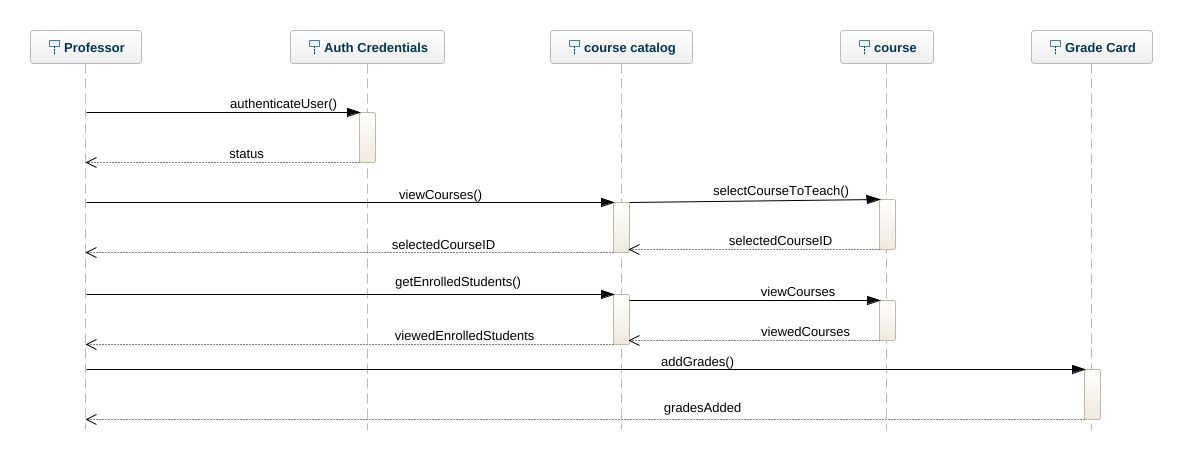 Professor
Auth Credentials
course catalog
course
Grade Card
authenticateUser()
status
viewCourses()
selectCourseToTeach()
selectedCourseID
selectedCourseID
getEnrolledStudents()
viewCourses
viewedEnrolledStudents
viewedCourses
addGrades()
gradesAdded